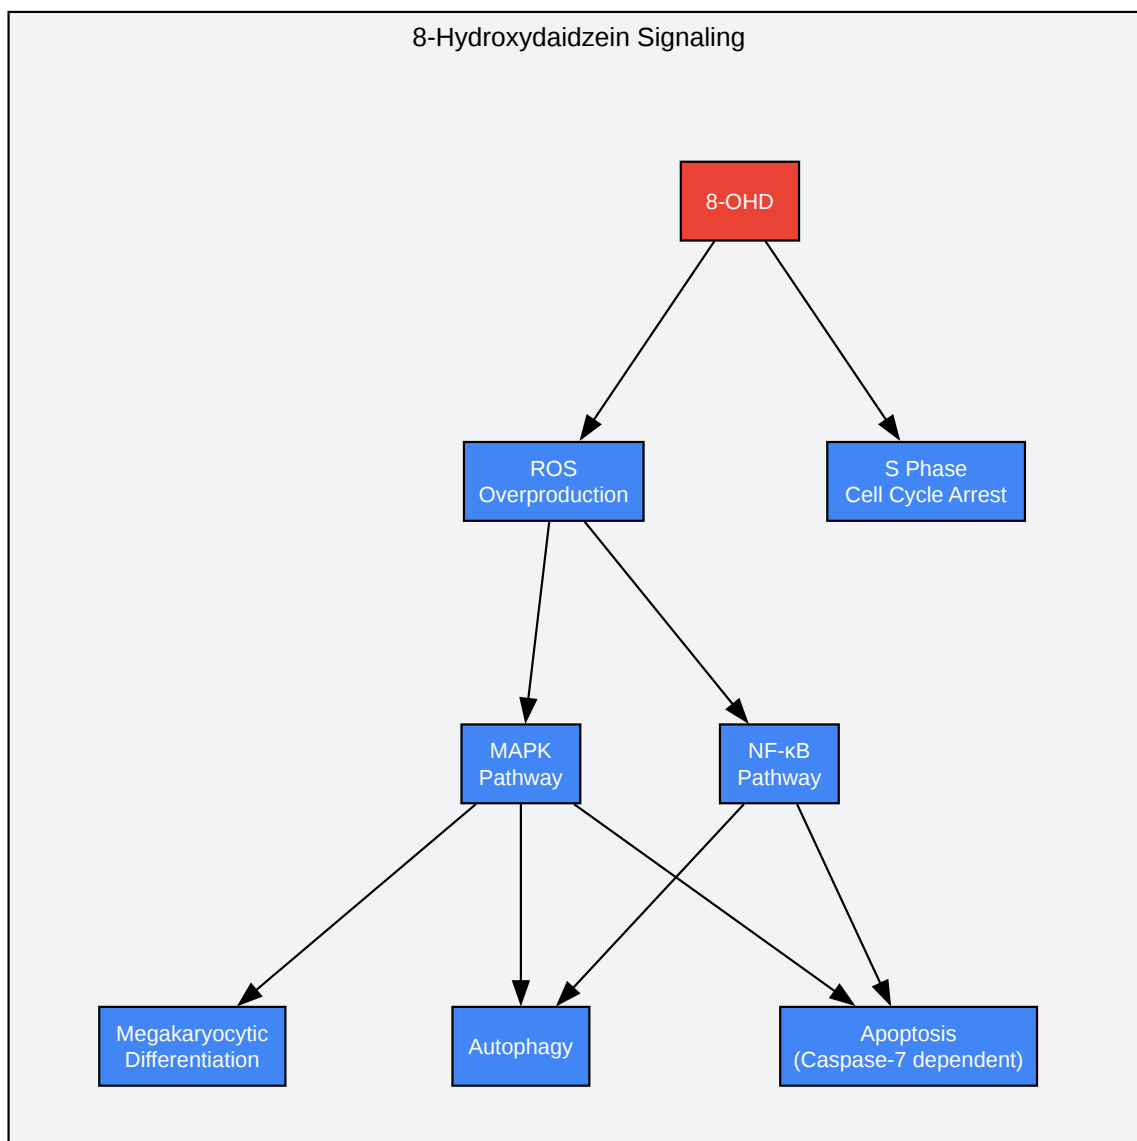 8-Hydroxydaidzein Signaling
8-OHD
ROS
Overproduction
S Phase
Cell Cycle Arrest
MAPK
Pathway
NF-κB
Pathway
Megakaryocytic
Differentiation
Autophagy
Apoptosis
(Caspase-7 dependent)